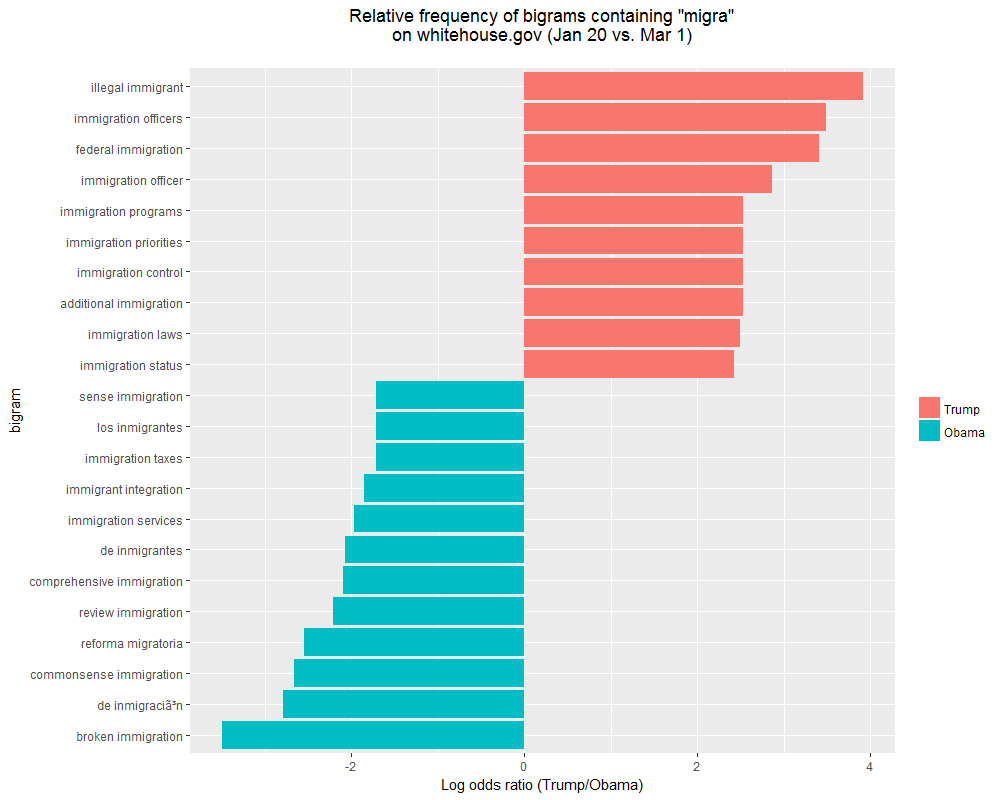 Relative frequency of bigrams containing "migra"
on whitehouse.gov (Jan 20 vs. Mar 1)
illegal immigrant
immigration officers
federal immigration
immigration officer
immigration programs
immigration priorities
immigration control
additional immigration
immigration laws
immigration status
sense immigration
los inmigrantes
immigration taxes
immigrant integration
immigration services
de inmigrantes
comprehensive immigration
review immigration
reforma migratoria
commonsense immigration
de inmigraciã³n
broken immigration
bigram
-2
0
2
4
Log odds ratio (Trump/Obama)
Trump
Obama